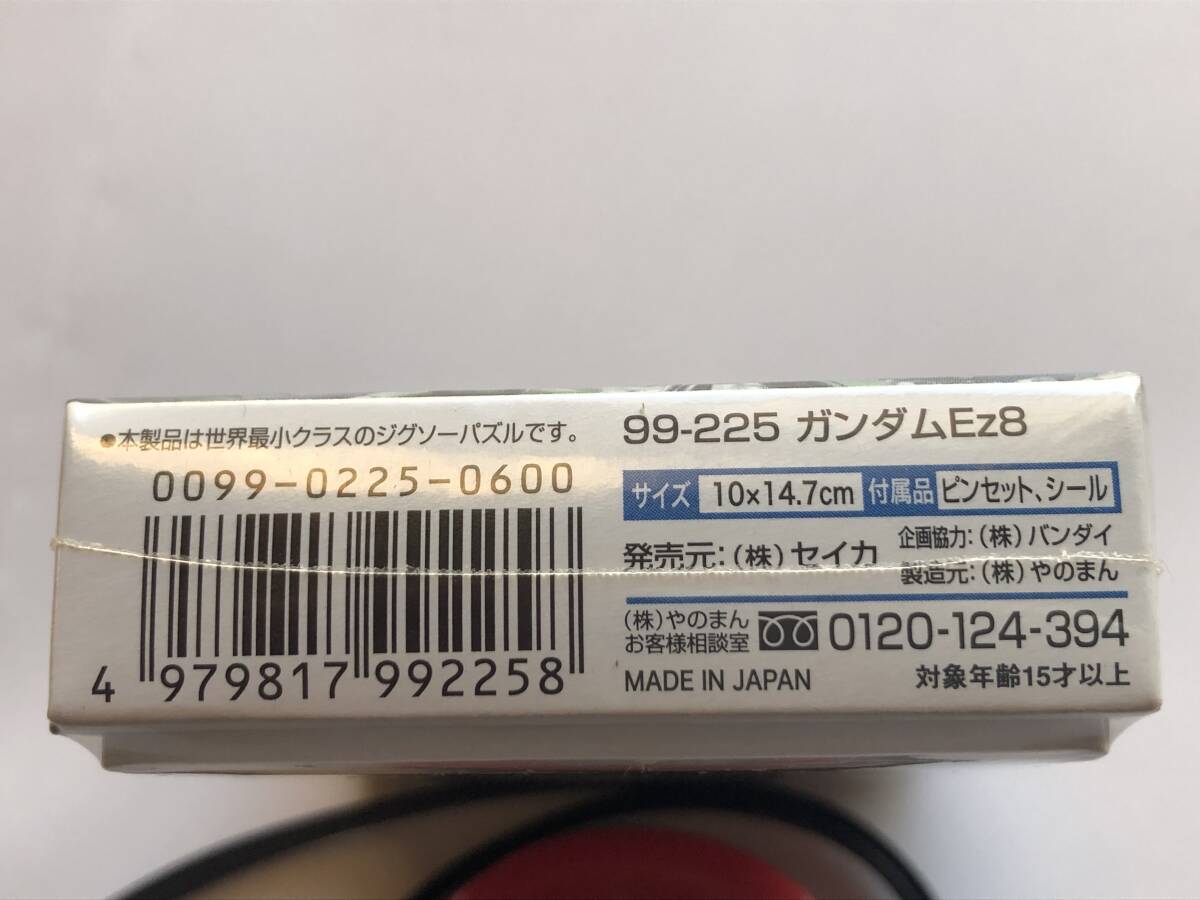 ●本製品は世界最小クラスのジグソーパズルです。
0099-0225-0600
4 979817 992258
99-225 ガンダムEz8
サイズ 10×14.7cm 付属品 ピンセット、シール
発売元:(株)セイカ
企画協力:(株)バンダイ
製造元:(株)やのまん
(株)やのまん
お客様相談室
0120-124-394
MADE IN JAPAN
対象年齢15才以上